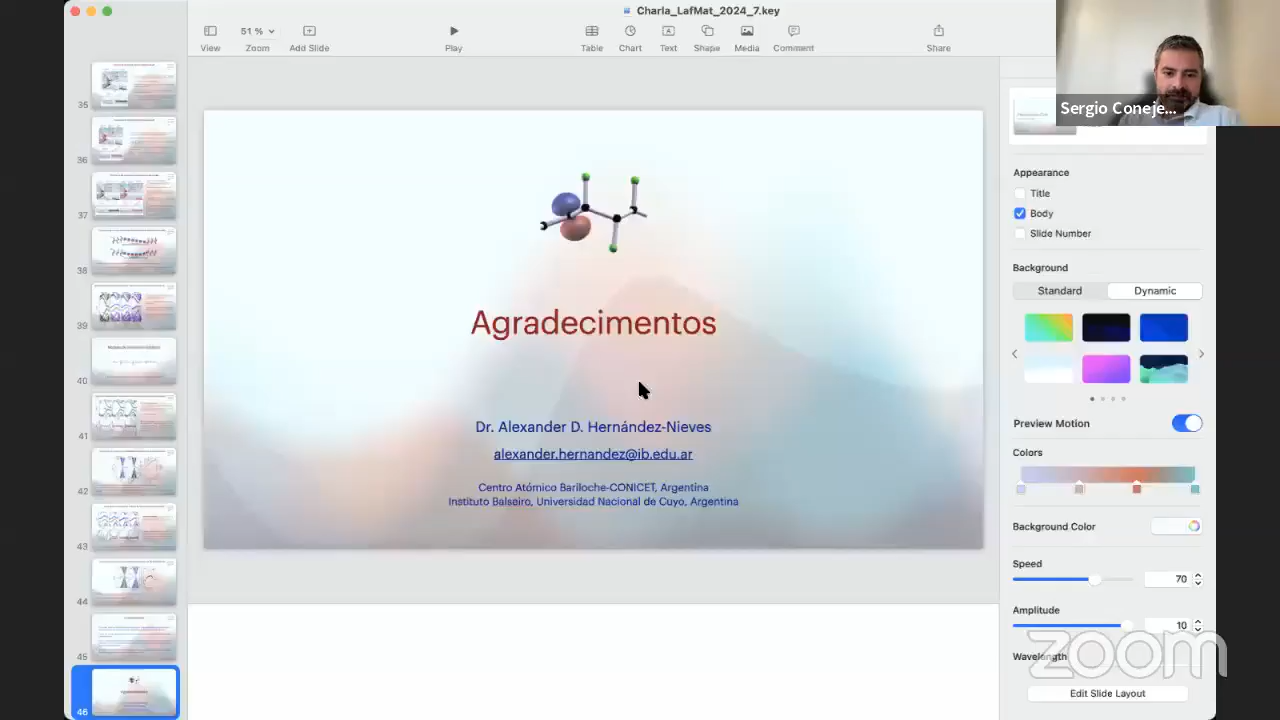 Charla_LafMat_2024_7.key
View
51 %
Zoom
Add Slide
Play
Table
Chart
Text
Shape
Media
Comment
Share
Sergio Coneje...
35
36
37
38
39
40
41
42
43
44
45
46
Agradecimentos
Dr. Alexander D. Hernández-Nieves
alexander.hernandez@ib.edu.ar
Centro Atómico Bariloche-CONICET, Argentina
Instituto Balseiro, Universidad Nacional de Cuyo, Argentina
Appearance
Title
Body
Slide Number
Background
Standard
Dynamic
Preview Motion
Colors
Background Color
Speed
70
Amplitude
10
Wavelength
Edit Slide Layout
zoom